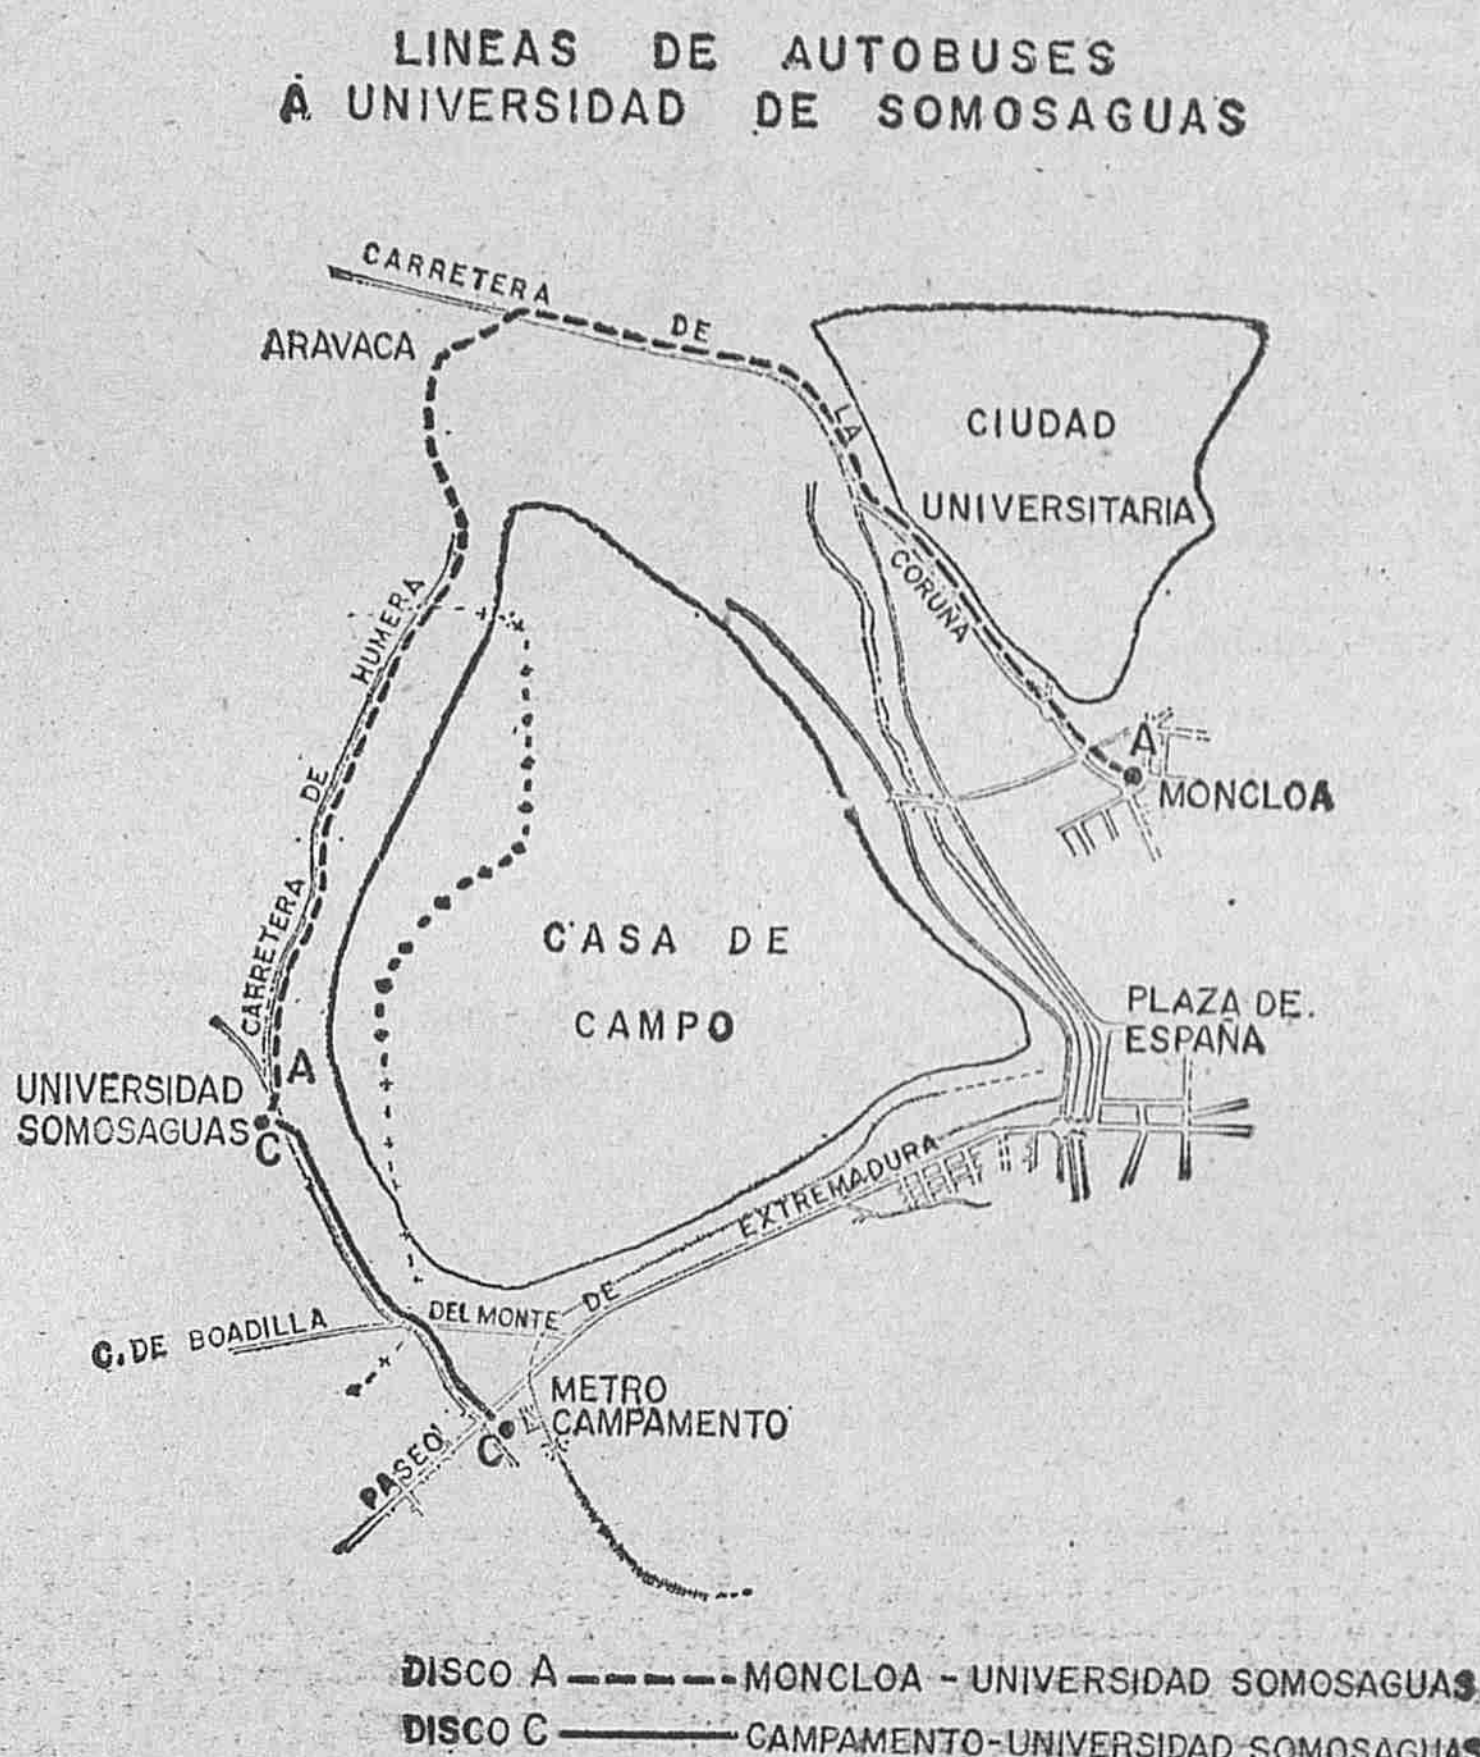 LINEAS DE AUTOBUSES
Á UNIVERSIDAD DE SOMOSAGUAS
CARRETERA DE LA CORUÑA
ARAVACA
CIUDAD
UNIVERSITARIA
CARRETERA DE HUMERA
A
MONCLOA
CASA DE
CAMPO
PLAZA DE.
ESPAÑA
A
UNIVERSIDAD
SOMOSAGUAS
C
PASEO DE EXTREMADURA
C. DE BOADILLA DEL MONTE
METRO
CAMPAMENTO
C
DISCO A MONCLOA - UNIVERSIDAD SOMOSAGUAS
DISCO C CAMPAMENTO-UNIVERSIDAD SOMOSAGUAS